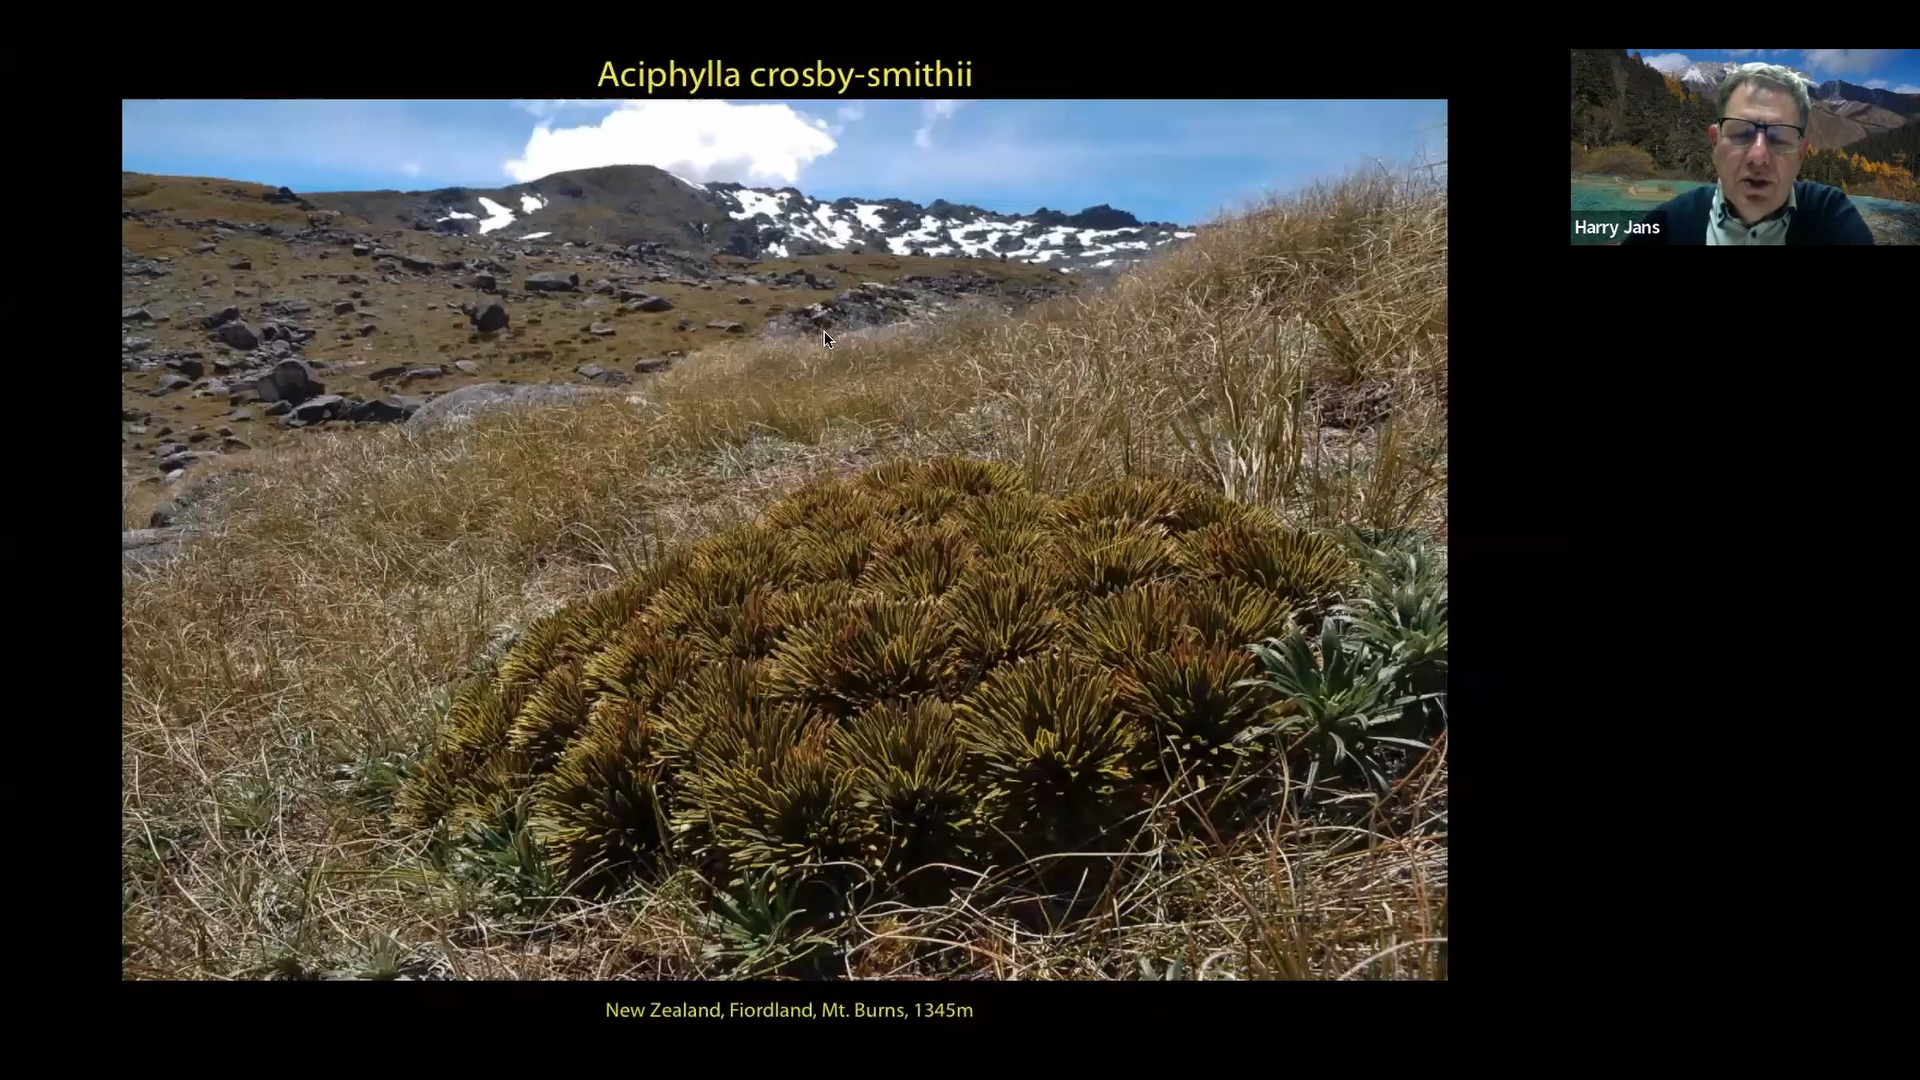 Aciphylla crosby-smithii
Harry Jans
New Zealand, Fiordland, Mt. Burns, 1345m